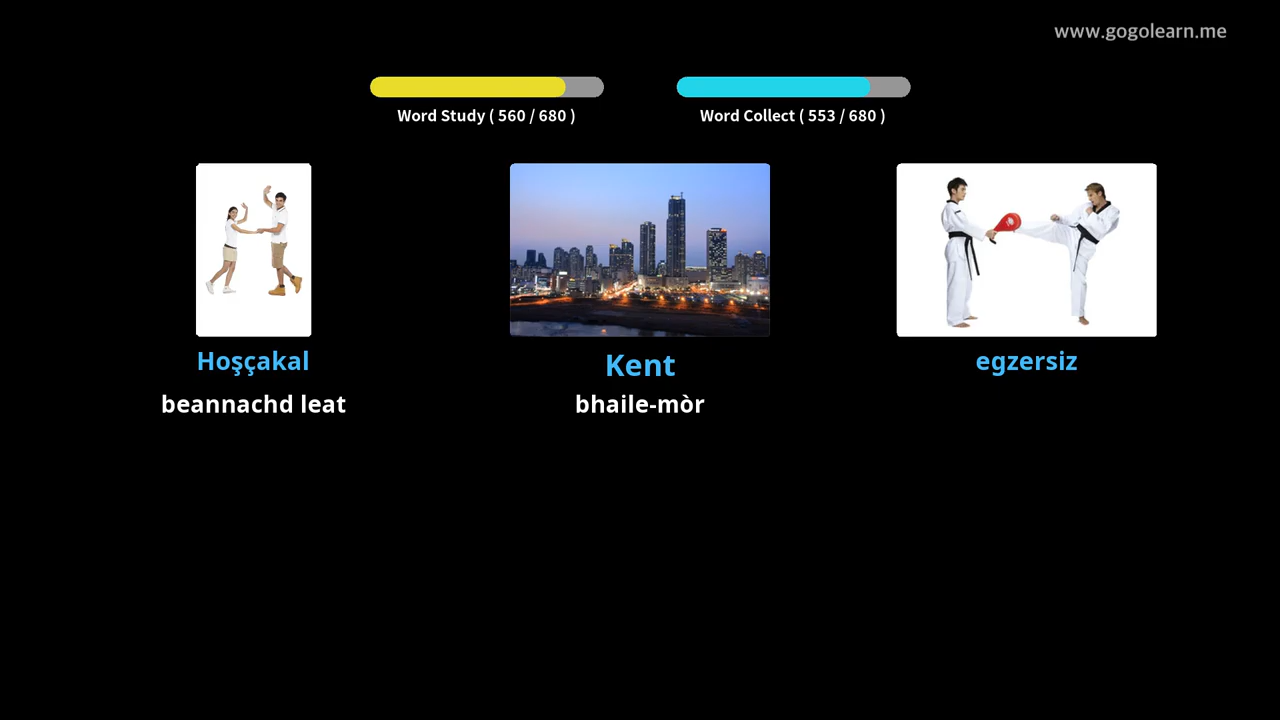 www.gogolearn.me
Word Study ( 560 / 680 )
Word Collect ( 553 / 680 )
Hoşçakal
beannachd leat
Kent
bhaile-mòr
egzersiz